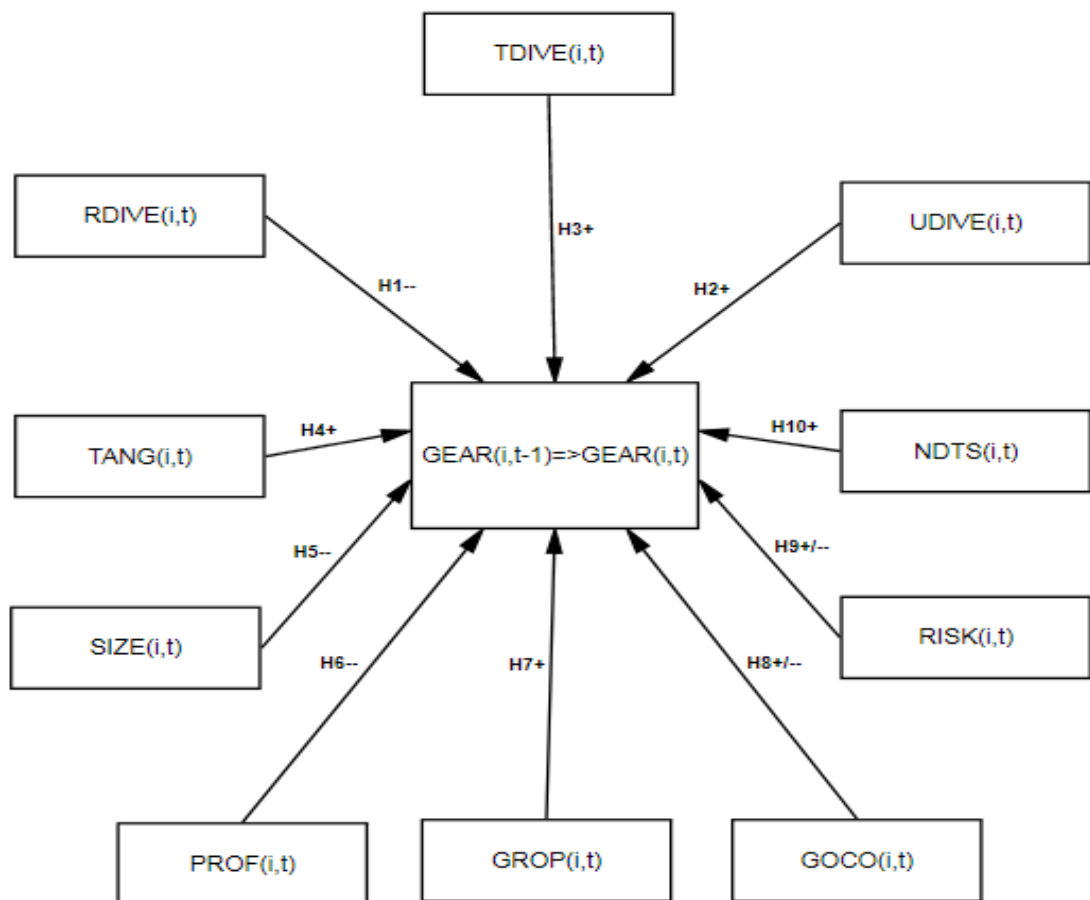 TDIVE(i,t)
RDIVE(i,t)
UDIVE(i,t)
H3+
H1--
H2+
TANG(i,t)
H4+
GEAR(i,t-1)=>GEAR(i,t)
H10+
NDTS(i,t)
H5--
H9+/--
SIZE(i,t)
H6--
H7+
H8+/--
RISK(i,t)
PROF(i,t)
GROP(i,t)
GOCO(i,t)